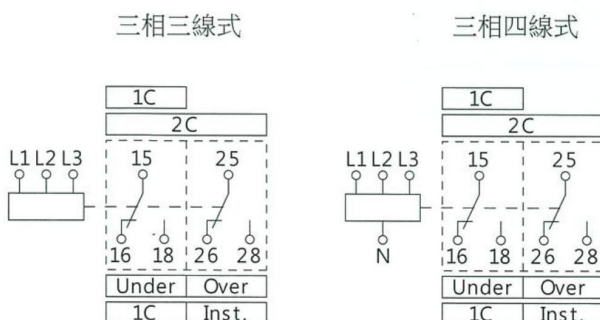 三相三線式
1C
2C
L1 L2 L3
15 25
16 18 26 28
Under Over
1C Inst.
三相四線式
1C
2C
L1 L2 L3
15 25
N 16 18 26 28
Under Over
1C Inst.